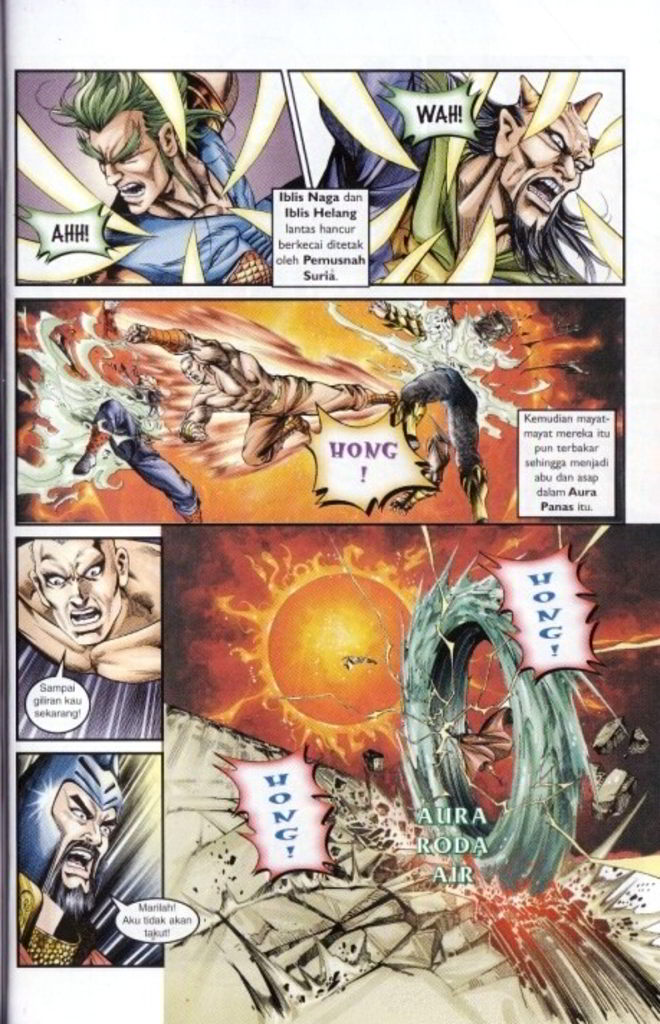 WAH!
AHH!
Iblis Naga dan
Iblis Helang
lantas hancur
berkecai ditetak
oleh Pemusnah
Suria.
HONG
!
Kemudian mayat-
mayat mereka itu
pun terbakar
sehingga menjadi
abu dan asap
dalam Aura
Panas itu.
Sampai
giliran kau
sekarang!
HONG!
HONG!
AURA
RODA
AIR
Marilah!
Aku tidak akan
takut!